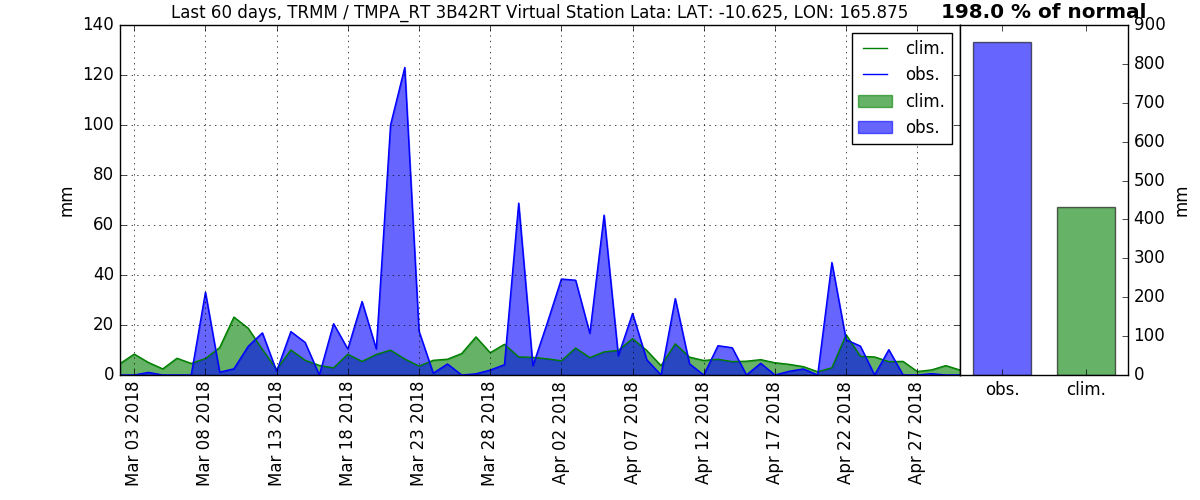 Last 60 days, TRMM / TMPA_RT 3B42RT Virtual Station Lata: LAT: -10.625, LON: 165.875
198.0 % of normal
140
120
100
80
60
40
20
0
mm
clim.
obs.
clim.
obs.
900
800
700
600
500
400
300
200
100
0
mm
Mar 03 2018
Mar 08 2018
Mar 13 2018
Mar 18 2018
Mar 23 2018
Mar 28 2018
Apr 02 2018
Apr 07 2018
Apr 12 2018
Apr 17 2018
Apr 22 2018
Apr 27 2018
obs.
clim.